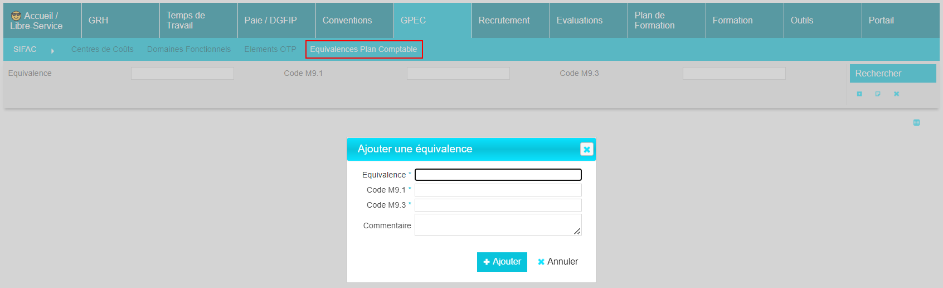 Accueil /
Libre Service
GRH
Temps de
Travail
Paie / DGFIP
Conventions
GPEC
Recrutement
Evaluations
Plan de
Formation
Formation
Outils
Portail
SIFAC
Centres de Coûts
Domaines Fonctionnels
Elements OTP
Equivalences Plan Comptable
Equivalence
Code M9.1
Code M9.3
Rechercher
Ajouter une équivalence
Equivalence *
Code M9.1 *
Code M9.3 *
Commentaire
Ajouter
Annuler